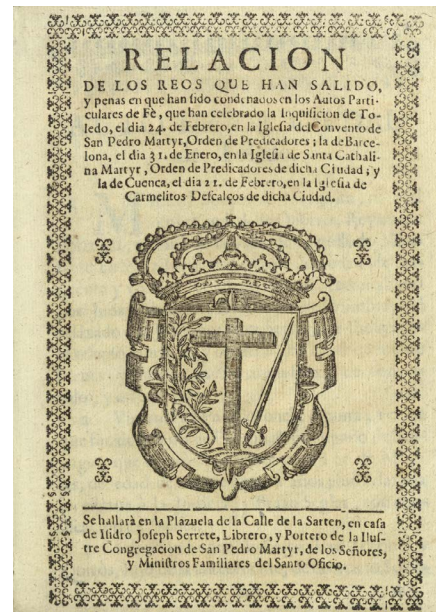 RELACION
DE LOS REOS QUE HAN SALIDO,
y penas en que han sido condenados en los Autos Parti-
culares de Fè, que han celebrado la Inquisicion de To-
ledo, el dia 24. de Febrero, en la Iglesia del Convento de
San Pedro Martyr, Orden de Predicadores; la de Barce-
lona, el dia 31. de Enero, en la Iglesia de Santa Cathali-
na Martyr, Orden de Predicadores de dicha Ciudad; y
la de Cuenca, el dia 21. de Febrero, en la Iglesia de
Carmelitos Descalços de dicha Ciudad.
Se hallarà en la Plazuela de la Calle de la Sarten, en casa
de Isidro Joseph Serrete, Librero, y Portero de la Ilus-
tre Congregacion de San Pedro Martyr, de los Señores,
y Ministros Familiares del Santo Oficio.